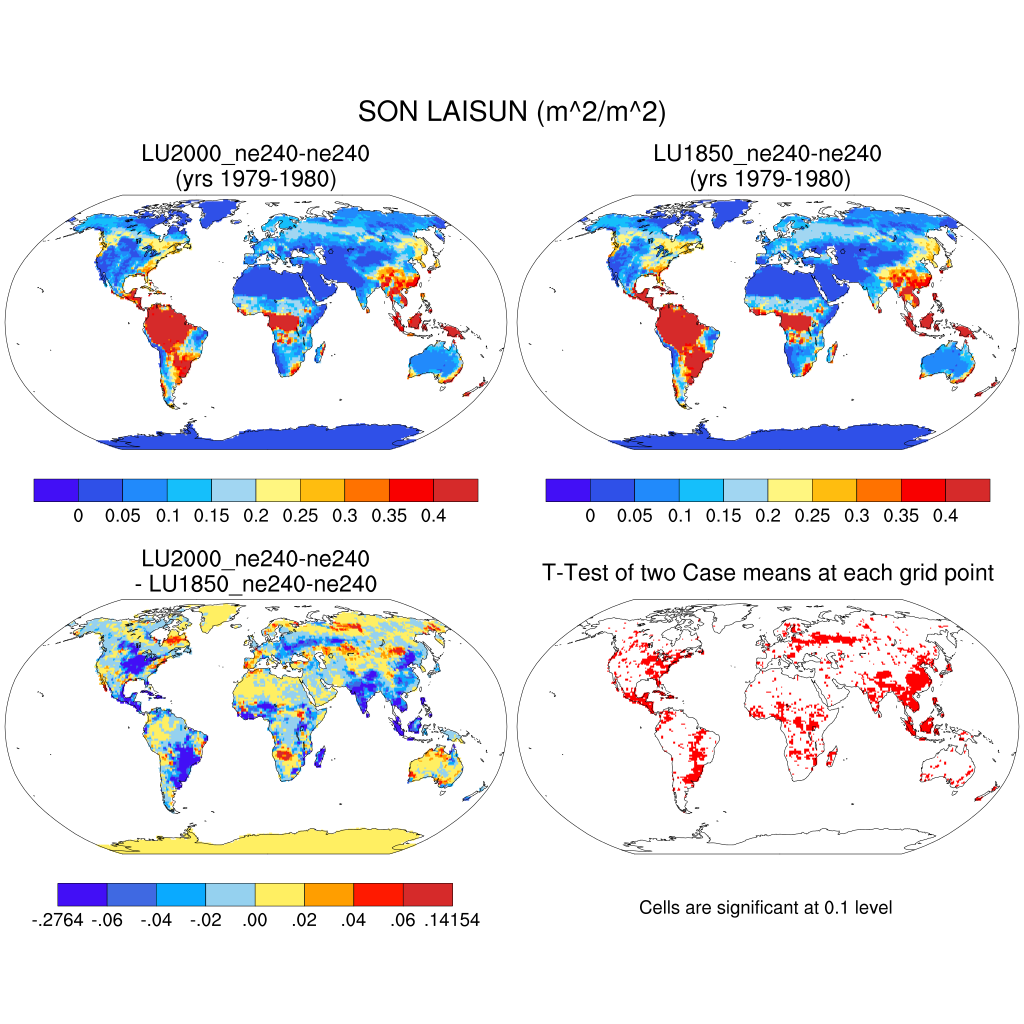 SON LAISUN (m^2/m^2)
LU2000_ne240-ne240
(yrs 1979-1980)
LU1850_ne240-ne240
(yrs 1979-1980)
0 0.05 0.1 0.15 0.2 0.25 0.3 0.35 0.4
0 0.05 0.1 0.15 0.2 0.25 0.3 0.35 0.4
LU2000_ne240-ne240
- LU1850_ne240-ne240
T-Test of two Case means at each grid point
-.2764 -.06 -.04 -.02 .00 .02 .04 .06 .14154
Cells are significant at 0.1 level